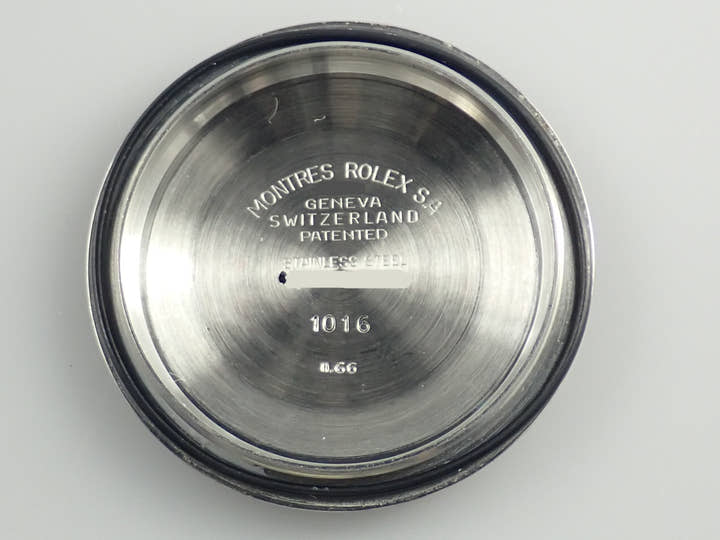 MONTRES ROLEX S.A
GENEVA
SWITZERLAND
PATENTED
STAINLESS STEEL
1016
II.66